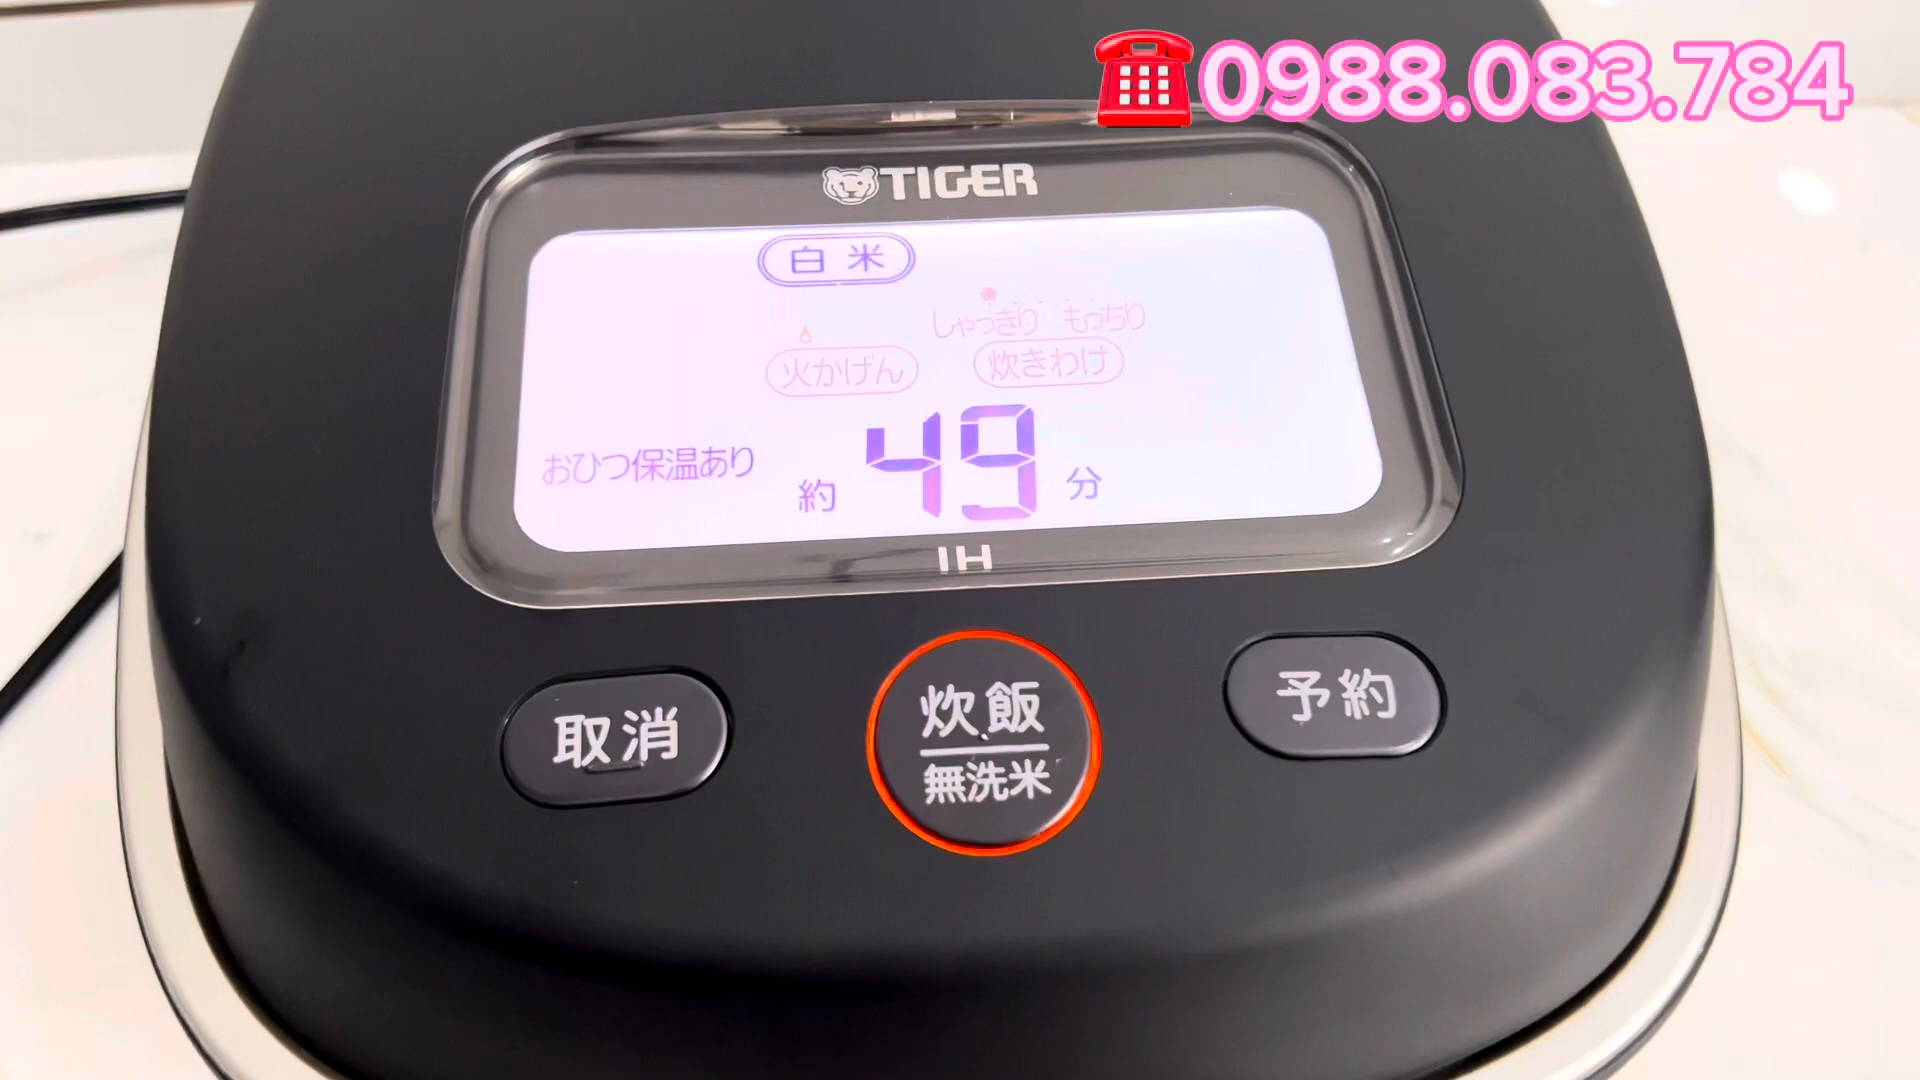 ☎0988.083.784
TIGER
白米
しゃっきり もっちり
火かげん 炊きわけ
おひつ保温あり 約 49 分
IH
取消 炊飯 予約
無洗米